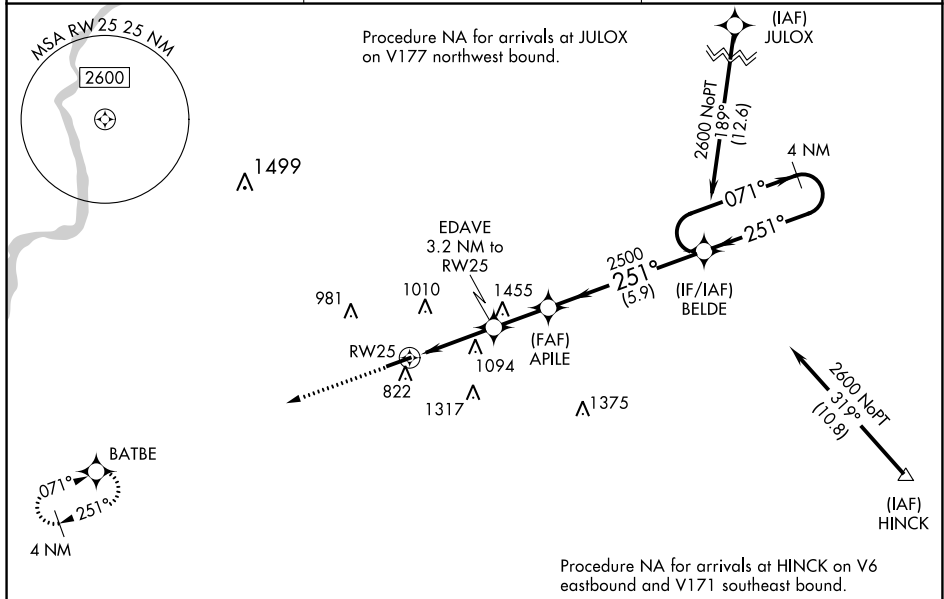 MSA RW25 25 NM
2600
Procedure NA for arrivals at JULOX
on V177 northwest bound.
(IAF)
JULOX
2600 NoPT
189°
(12.6)
4 NM
071°
251°
1499
EDAVE
3.2 NM to
RW25
2500
251°
(5.9)
(IF/IAF)
BELDE
981
1010
1455
(FAF)
APILE
RW25
1094
822
1317
1375
2600 NoPT
319°
(10.8)
(IAF)
HINCK
BATBE
071°
251°
4 NM
Procedure NA for arrivals at HINCK on V6
eastbound and V171 southeast bound.